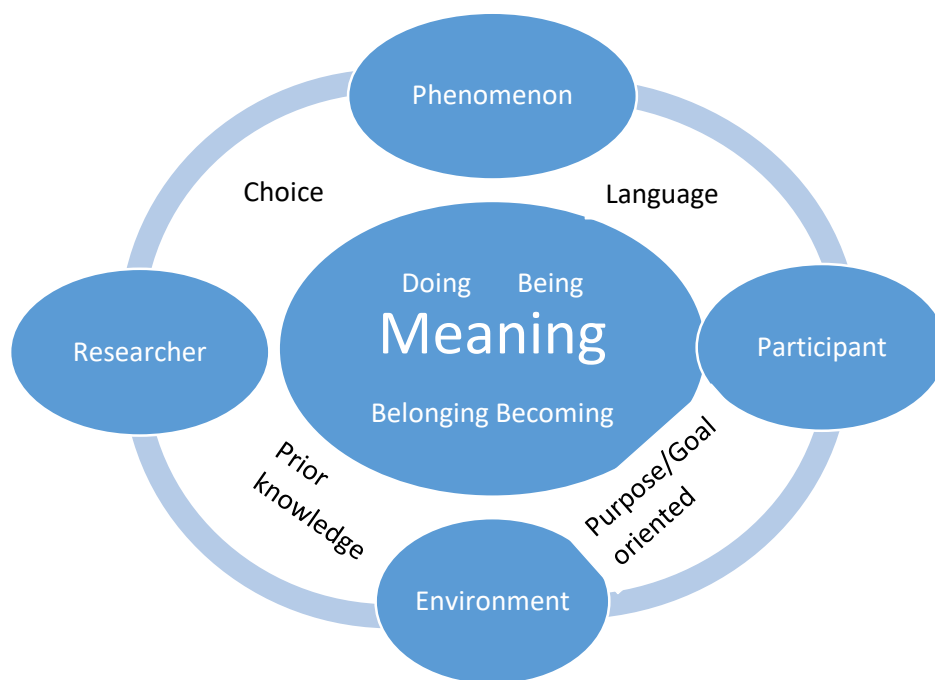 Phenomenon
Choice
Language
Doing Being
Meaning
Belonging Becoming
Researcher
Participant
Prior
knowledge
Purpose/Goal
oriented
Environment